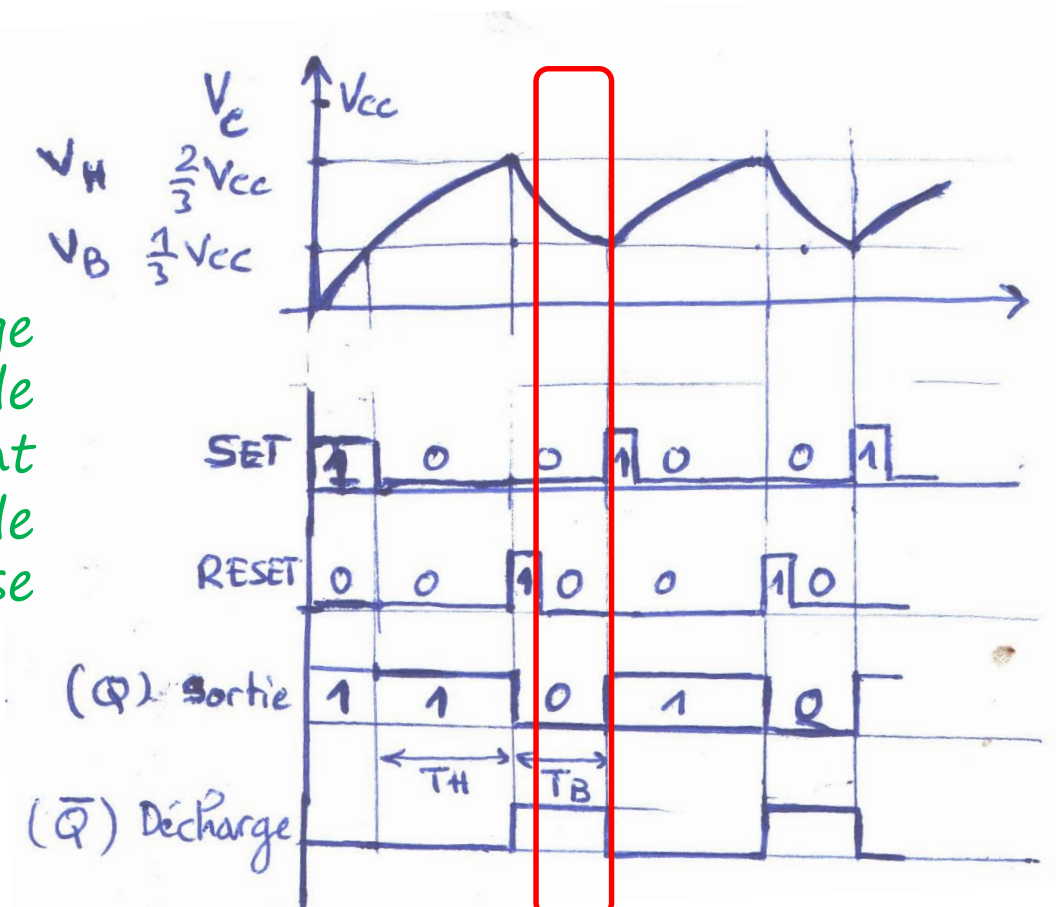 Vc
Vcc
VH 2/3 Vcc
VB 1/3 Vcc
ge
le
nt
le
se
SET 1 0 0 1 0 0 1
RESET 0 0 1 0 0 1 0
(Q) Sortie 1 1 0 1 0
TH TB
(Q̅) Décharge